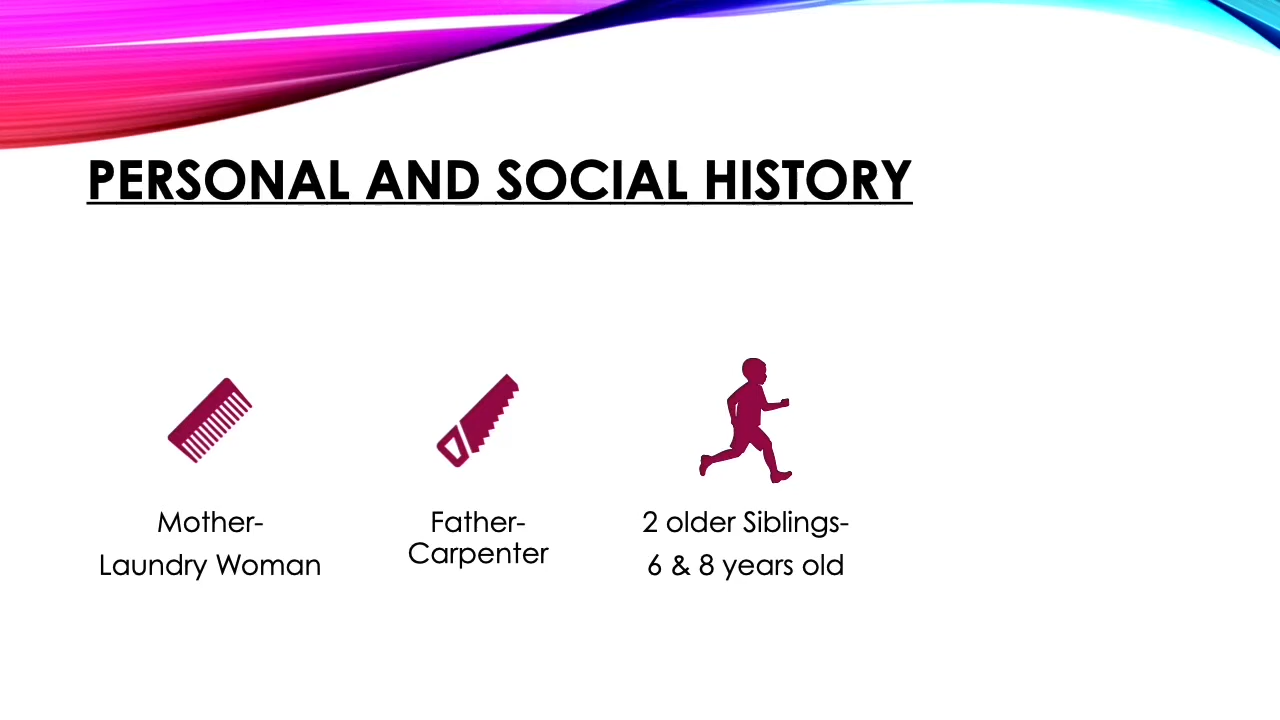 PERSONAL AND SOCIAL HISTORY
Mother-
Laundry Woman
Father-
Carpenter
2 older Siblings-
6 & 8 years old